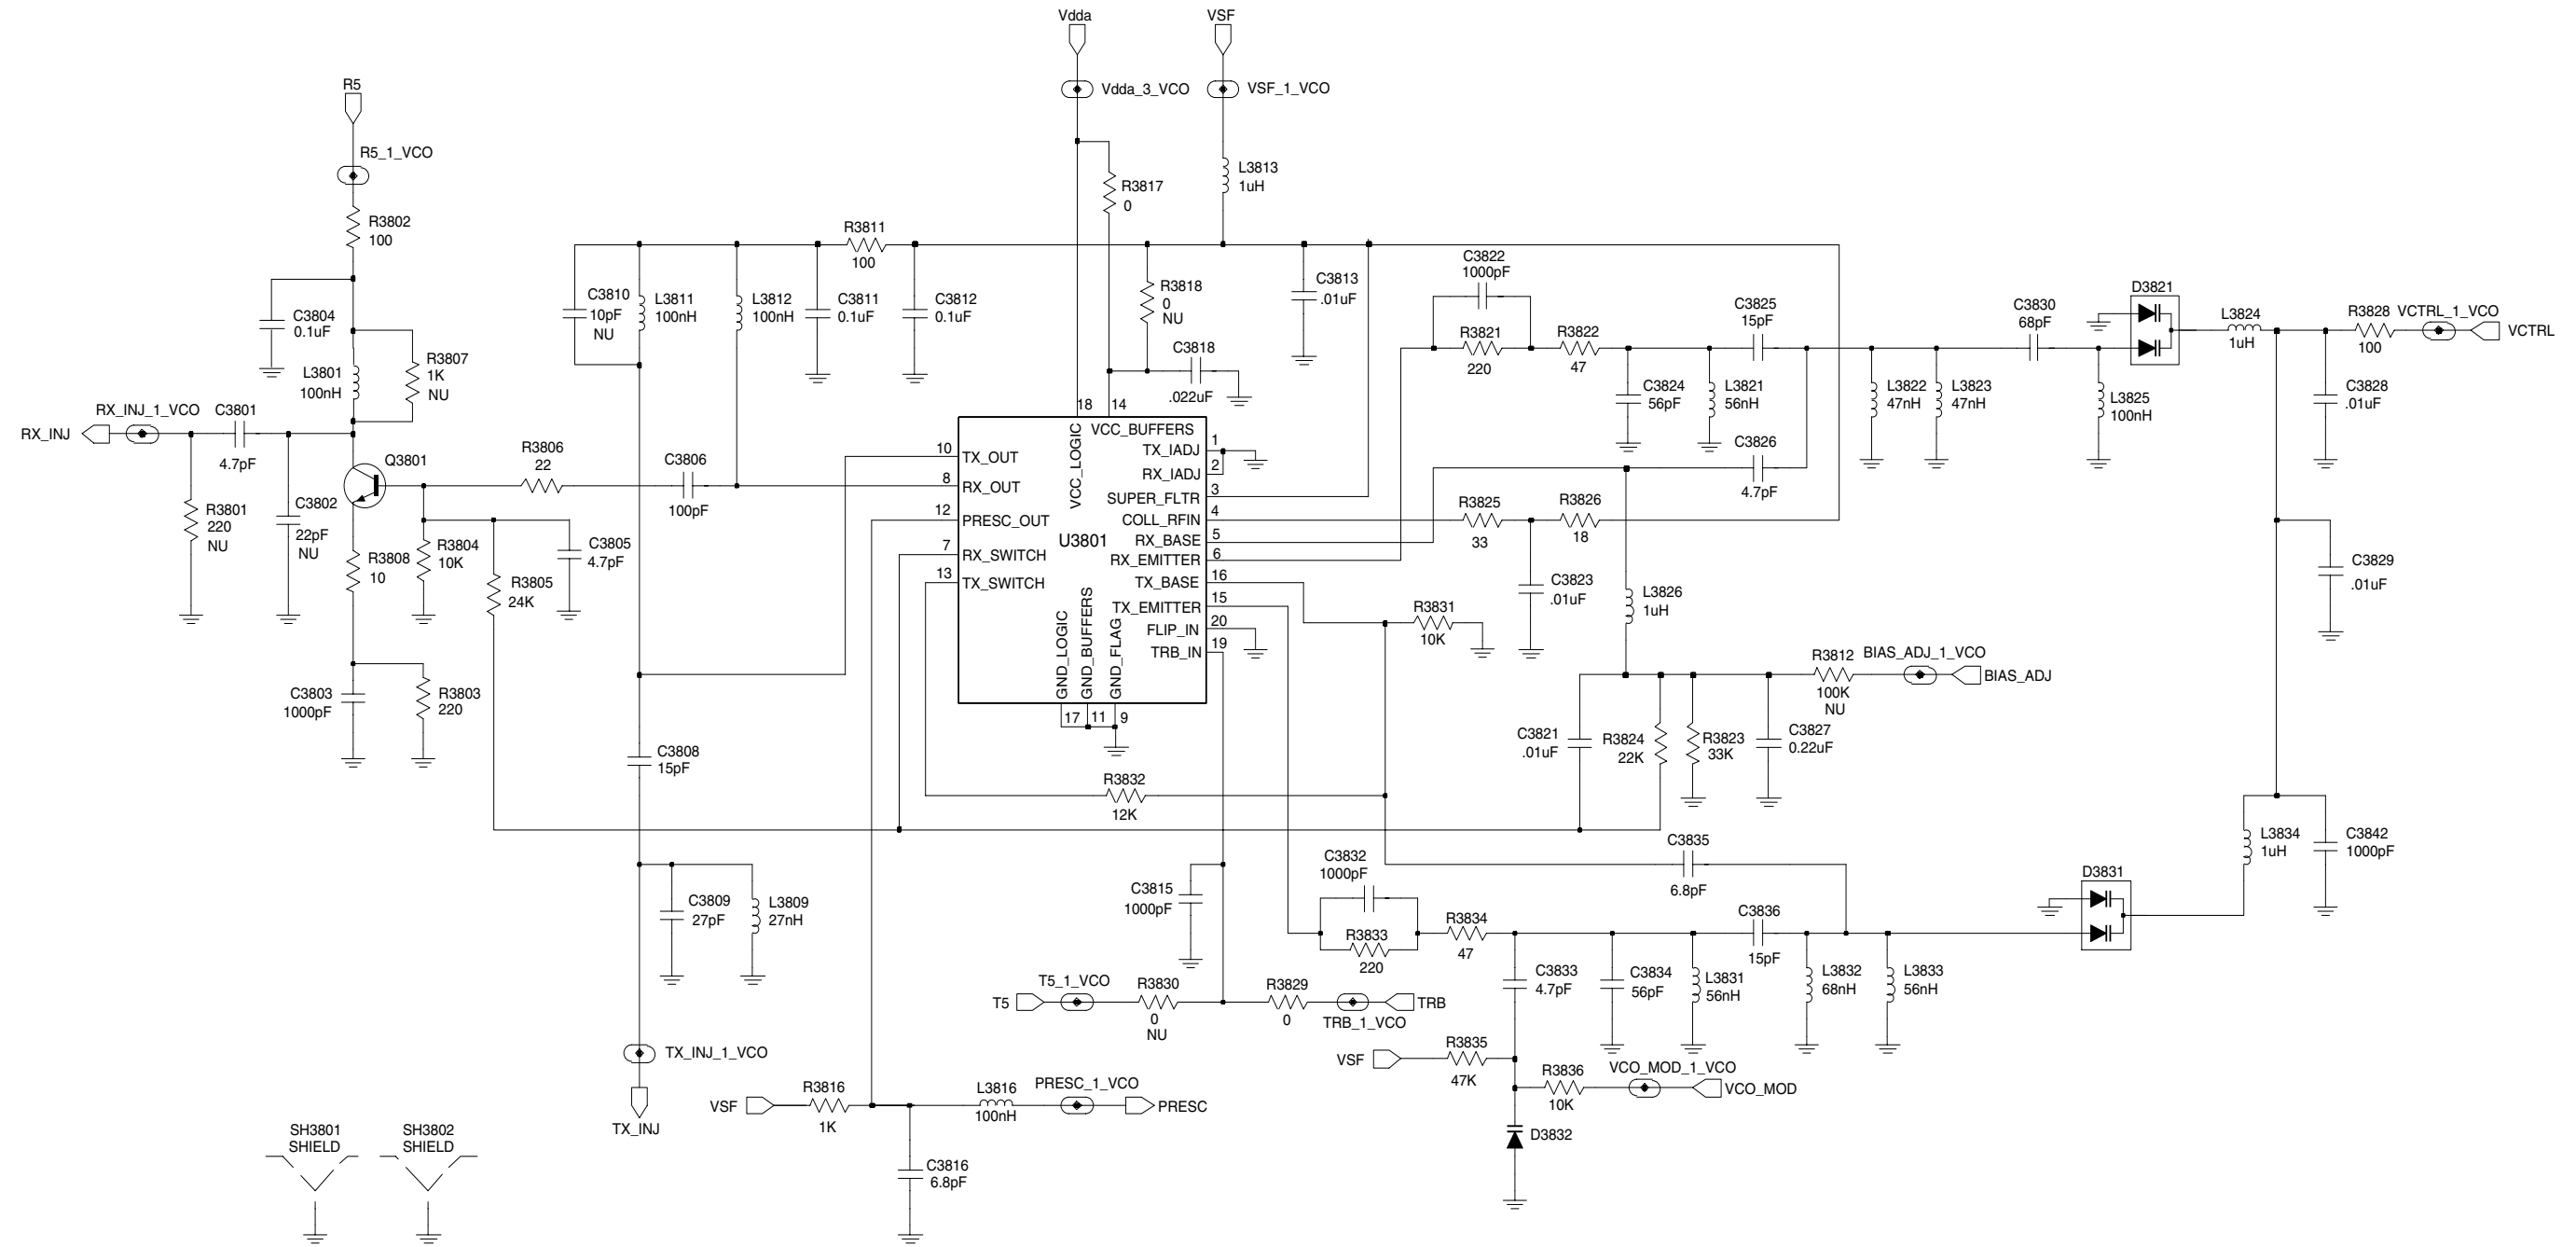 Vdda
VSF
R5
Vdda_3_VCO
VSF_1_VCO
R5_1_VCO
R3802
100
R3817
0
L3813
1uH
R3811
100
C3804
0.1uF
L3801
100nH
R3807
1K
NU
C3810
10pF
NU
L3811
100nH
L3812
100nH
C3811
0.1uF
C3812
0.1uF
R3818
0
NU
C3818
.022uF
C3813
.01uF
C3822
1000pF
R3821
220
R3822
47
C3825
15pF
C3824
56pF
L3821
56nH
C3826
4.7pF
L3822
47nH
L3823
47nH
C3830
68pF
D3821
L3824
1uH
R3828
100
VCTRL_1_VCO
VCTRL
L3825
100nH
C3828
.01uF
RX_INJ
RX_INJ_1_VCO
C3801
4.7pF
Q3801
R3801
220
NU
C3802
22pF
NU
R3808
10
R3804
10K
R3805
24K
C3805
4.7pF
R3806
22
C3806
100pF
C3803
1000pF
R3803
220
18
14
VCC_LOGIC
VCC_BUFFERS
10
TX_OUT
8
RX_OUT
12
PRESC_OUT
7
RX_SWITCH
13
TX_SWITCH
U3801
TX_IADJ
1
RX_IADJ
2
SUPER_FLTR
3
COLL_RFIN
4
RX_BASE
5
RX_EMITTER
6
TX_BASE
16
TX_EMITTER
15
FLIP_IN
20
TRB_IN
19
GND_LOGIC
GND_BUFFERS
GND_FLAG
17
11
9
R3825
33
R3826
18
C3823
.01uF
R3831
10K
L3826
1uH
C3829
.01uF
R3812
100K
NU
BIAS_ADJ_1_VCO
BIAS_ADJ
C3821
.01uF
R3824
22K
R3823
33K
C3827
0.22uF
C3808
15pF
R3832
12K
C3809
27pF
L3809
27nH
C3815
1000pF
C3832
1000pF
R3833
220
R3834
47
C3835
6.8pF
C3836
15pF
C3833
4.7pF
C3834
56pF
L3831
56nH
L3832
68nH
L3833
56nH
D3831
L3834
1uH
C3842
1000pF
T5
T5_1_VCO
R3830
0
NU
R3829
0
TRB_1_VCO
TRB
VSF
R3835
47K
R3836
10K
VCO_MOD_1_VCO
VCO_MOD
D3832
TX_INJ_1_VCO
TX_INJ
VSF
R3816
1K
L3816
100nH
PRESC_1_VCO
PRESC
C3816
6.8pF
SH3801
SHIELD
SH3802
SHIELD